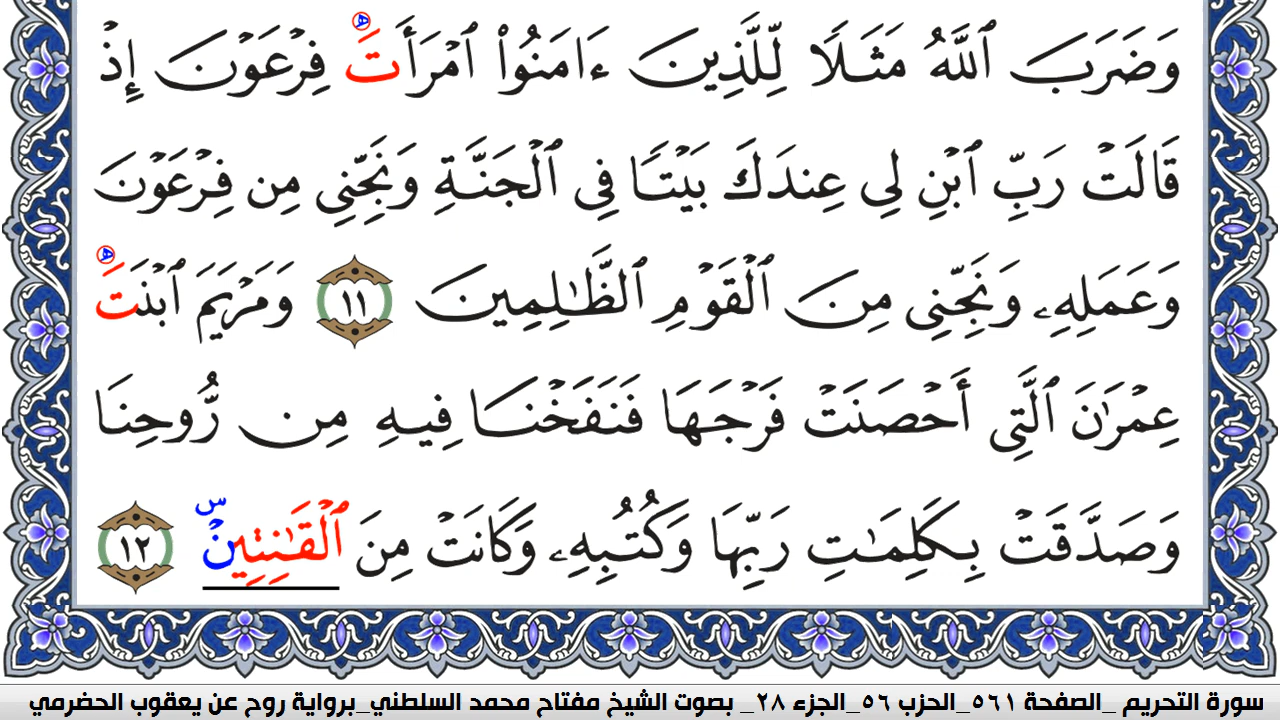 وَضَرَبَ ٱللَّهُ مَثَلًا لِّلَّذِينَ ءَامَنُوا۟ ٱمْرَأَتَ ۿ فِرْعَوْنَ إِذْ
قَالَتْ رَبِّ ٱبْنِ لِي عِندَكَ بَيْتًا فِي ٱلْجَنَّةِ وَنَجِّنِي مِن فِرْعَوْنَ
وَعَمَلِهِۦ وَنَجِّنِي مِنَ ٱلْقَوْمِ ٱلظَّٰلِمِينَ ١١ وَمَرْيَمَ ٱبْنَتَ ۿ
عِمْرَٰنَ ٱلَّتِي أَحْصَنَتْ فَرْجَهَا فَنَفَخْنَا فِيهِ مِن رُّوحِنَا
وَصَدَّقَتْ بِكَلِمَٰتِ رَبِّهَا وَكُتُبِهِۦ وَكَانَتْ مِنَ ٱلْقَٰنِتِينْ س ١٢
سورة التحريم _الصفحة ٥٦١_الحزب ٥٦_الجزء ٢٨_ بصوت الشيخ مفتاح محمد السلطني_برواية روح عن يعقوب الحضرمي